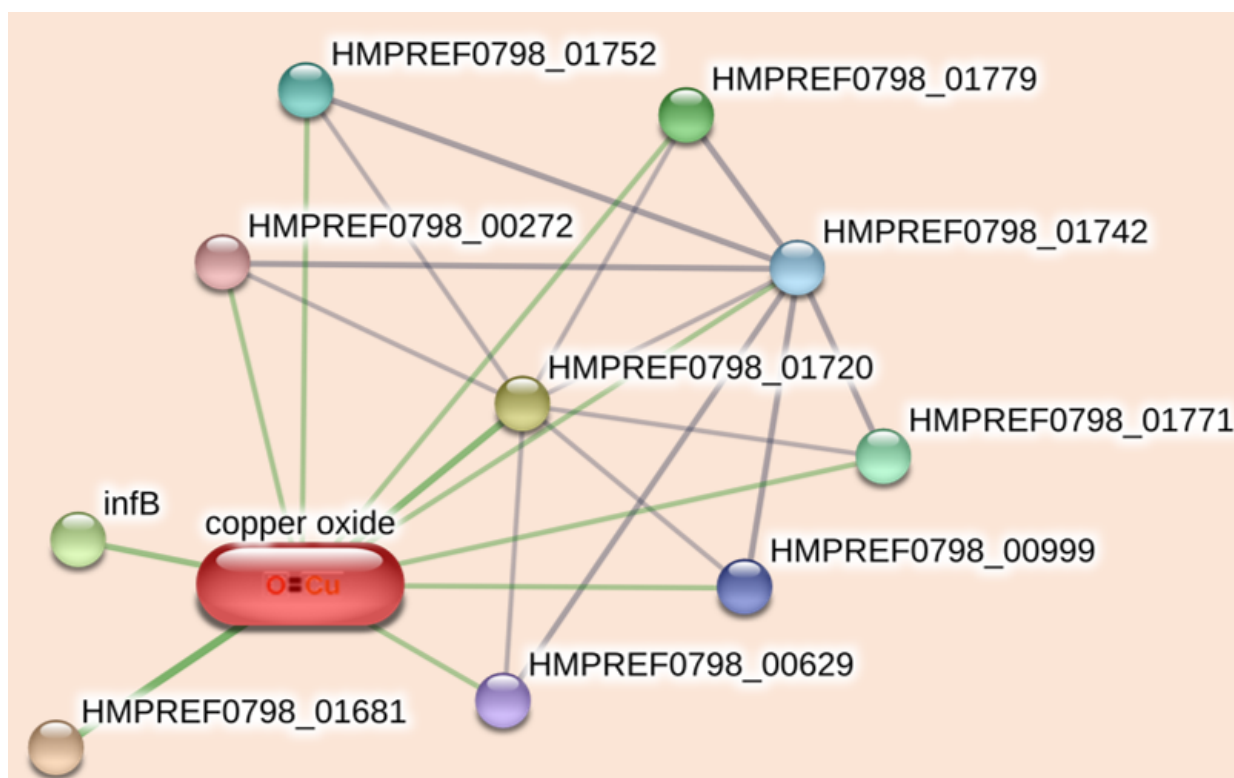 HMPREF0798_01752
HMPREF0798_01779
HMPREF0798_00272
HMPREF0798_01742
HMPREF0798_01720
HMPREF0798_01771
infB
copper oxide
HMPREF0798_00999
O=Cu
HMPREF0798_00629
HMPREF0798_01681